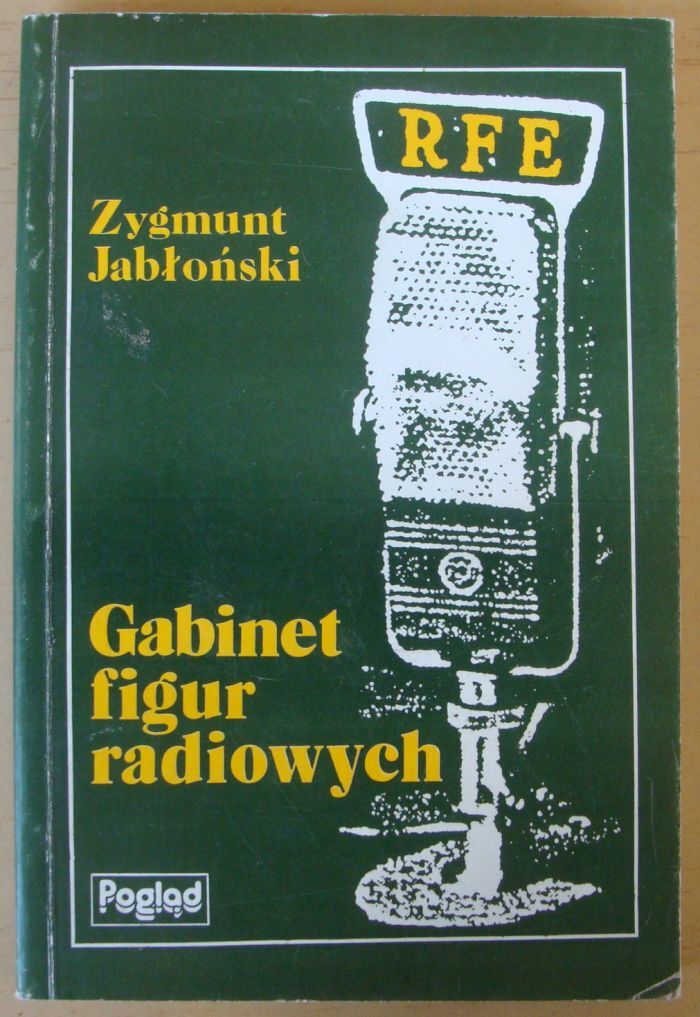 RFE
Zygmunt
Jabłoński
Gabinet
figur
radiowych
Pogląd